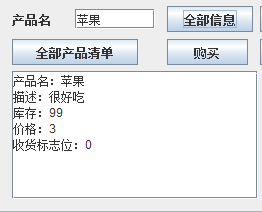 产品名 苹果 全部信息
全部产品清单 购买
产品名：苹果
描述：很好吃
库存：99
价格：3
收货标志位：0